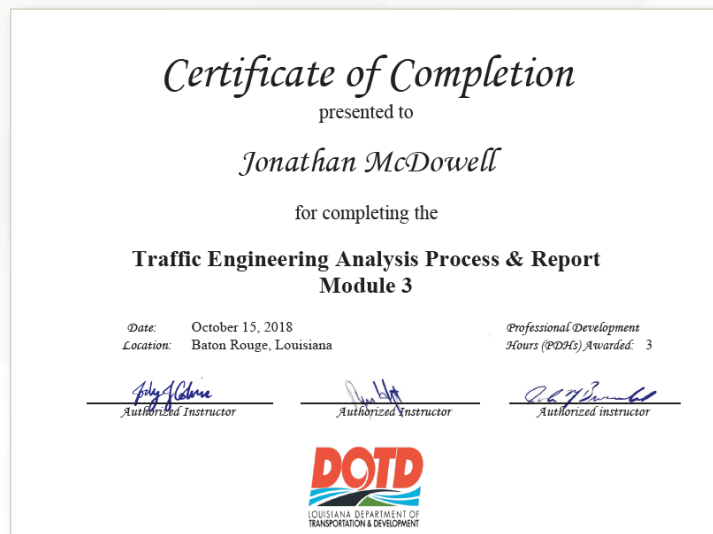 Certificate of Completion
presented to
Jonathan McDowell
for completing the
Traffic Engineering Analysis Process & Report
Module 3
Date: October 15, 2018
Location: Baton Rouge, Louisiana
Professional Development
Hours (PDHs) Awarded: 3
Authorized Instructor
Authorized Instructor
Authorized instructor
DOTD
LOUISIANA DEPARTMENT OF
TRANSPORTATION & DEVELOPMENT